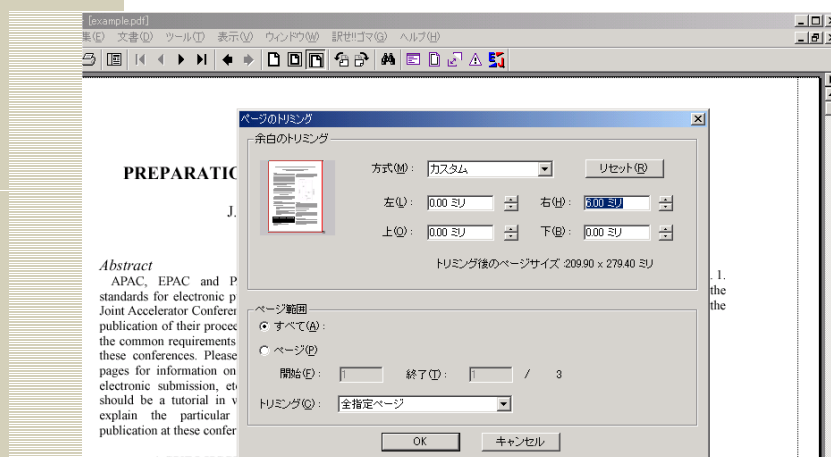 [example.pdf]
集(E) 文書(D) ツール(T) 表示(V) ウィンドウ(W) 訳せ!!ゴマ(G) ヘルプ(H)
ページのトリミング
余白のトリミング
方式(M): カスタム リセット(R)
左(L): 0.00 ミリ 右(H): 6.00 ミリ
上(O): 0.00 ミリ 下(B): 0.00 ミリ
トリミング後のページサイズ :209.90 x 279.40 ミリ
ページ範囲
すべて(A):
ページ(P)
開始(F): 1 終了(T): 1 / 3
トリミング(C): 全指定ページ
OK キャンセル
PREPARATIO
J.
Abstract
APAC, EPAC and P
standards for electronic p
Joint Accelerator Conferen
publication of their procee
the common requirements
these conferences. Please
pages for information on
electronic submission, et
should be a tutorial in v
explain the particular
publication at these confer
. 1.
the
the